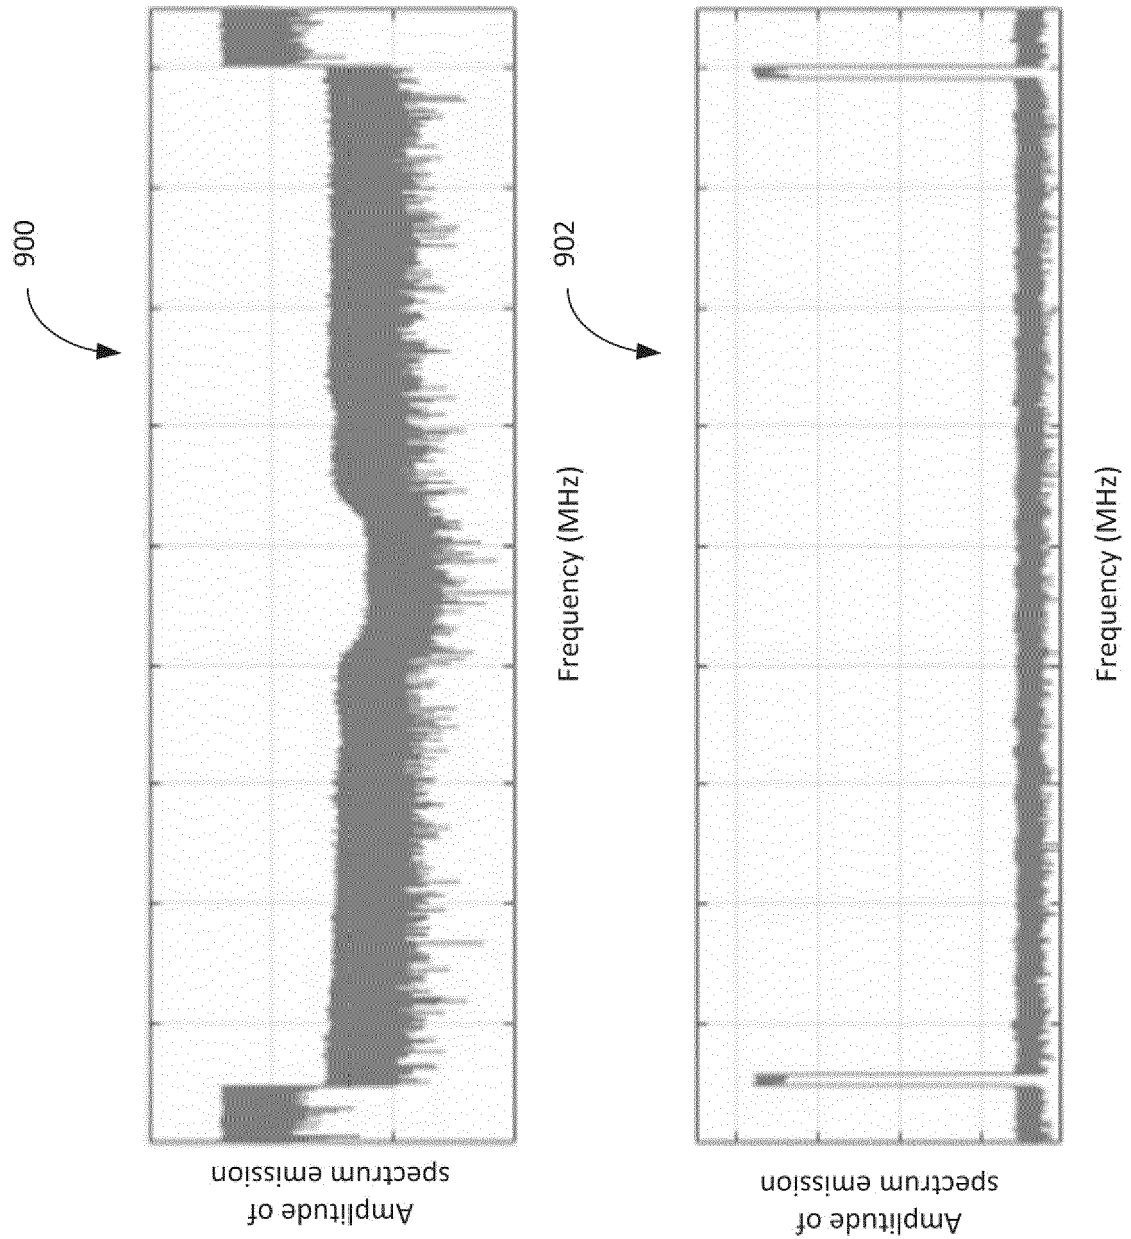 900
Amplitude of
spectrum emission
Frequency (MHz)
902
Amplitude of
spectrum emission
Frequency (MHz)